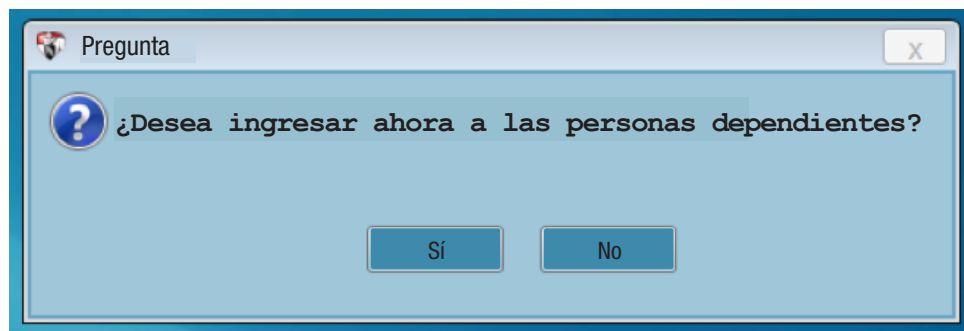 Pregunta
x
¿Desea ingresar ahora a las personas dependientes?
Sí
No